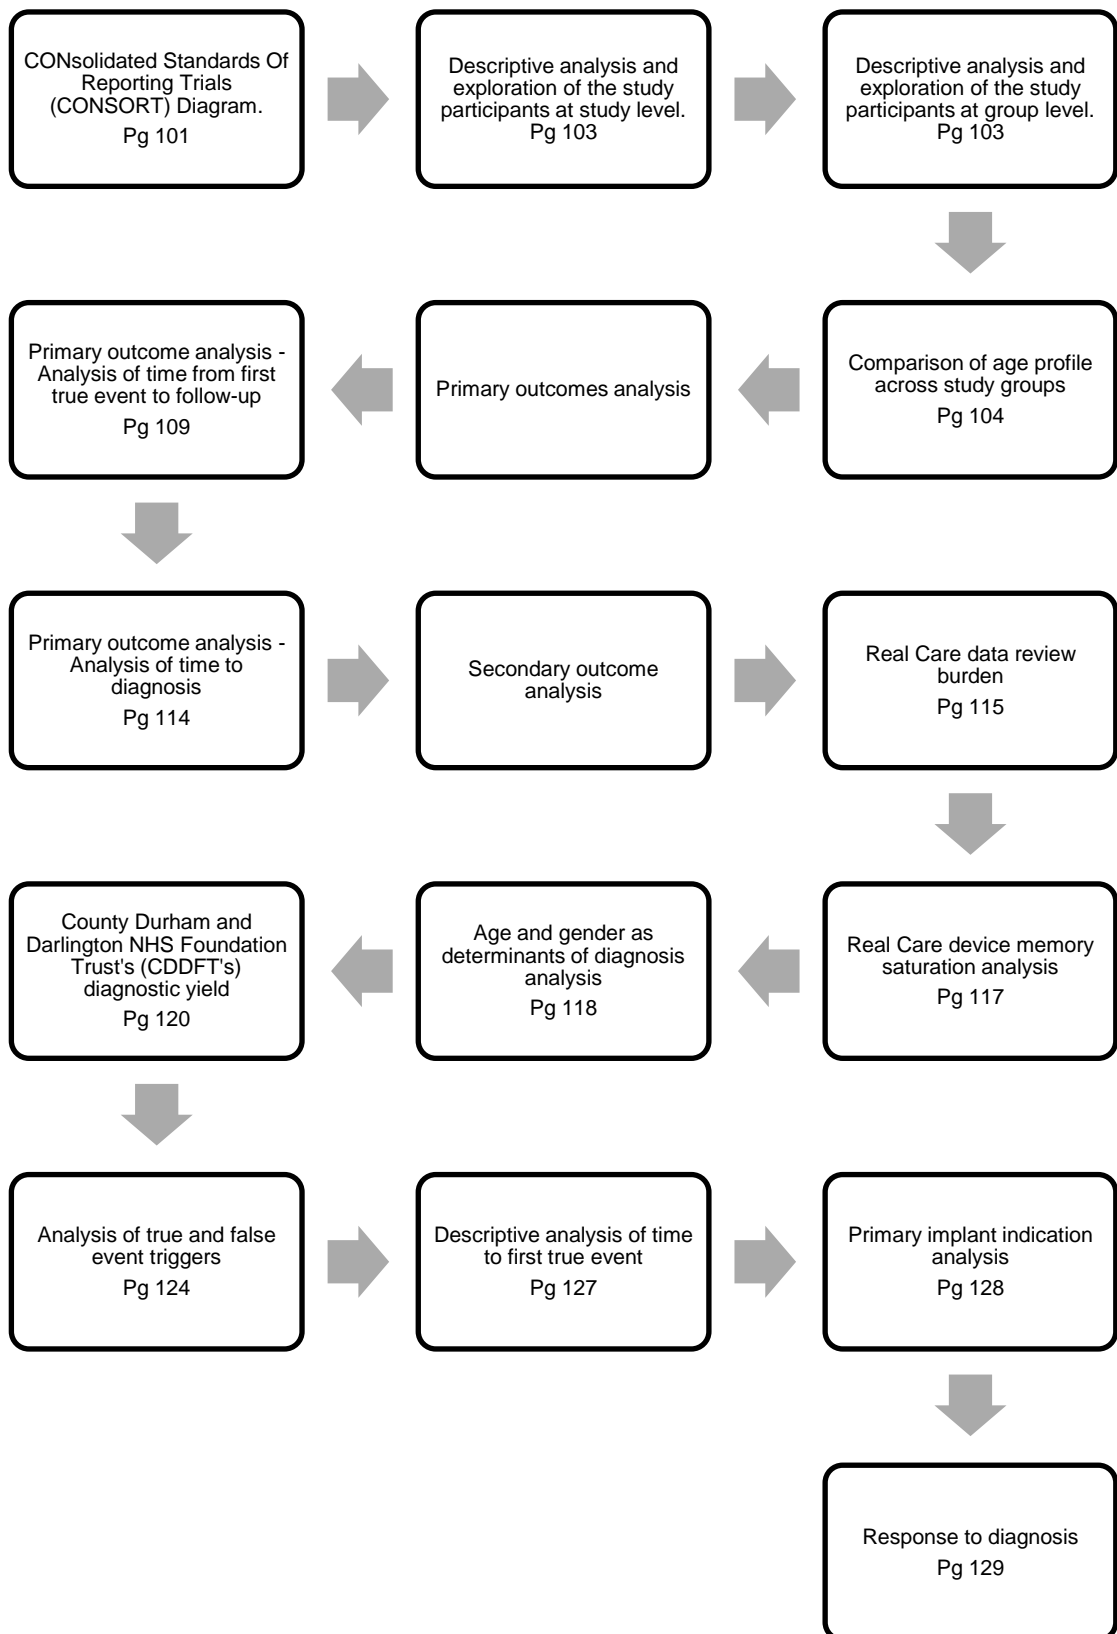 CONsolidated Standards Of
Reporting Trials
(CONSORT) Diagram.
Pg 101
Descriptive analysis and
exploration of the study
participants at study level.
Pg 103
Descriptive analysis and
exploration of the study
participants at group level.
Pg 103
Comparison of age profile
across study groups
Pg 104
Primary outcomes analysis
Primary outcome analysis -
Analysis of time from first
true event to follow-up
Pg 109
Primary outcome analysis -
Analysis of time to
diagnosis
Pg 114
Secondary outcome
analysis
Real Care data review
burden
Pg 115
Real Care device memory
saturation analysis
Pg 117
Age and gender as
determinants of diagnosis
analysis
Pg 118
County Durham and
Darlington NHS Foundation
Trust's (CDDFT's)
diagnostic yield
Pg 120
Analysis of true and false
event triggers
Pg 124
Descriptive analysis of time
to first true event
Pg 127
Primary implant indication
analysis
Pg 128
Response to diagnosis
Pg 129